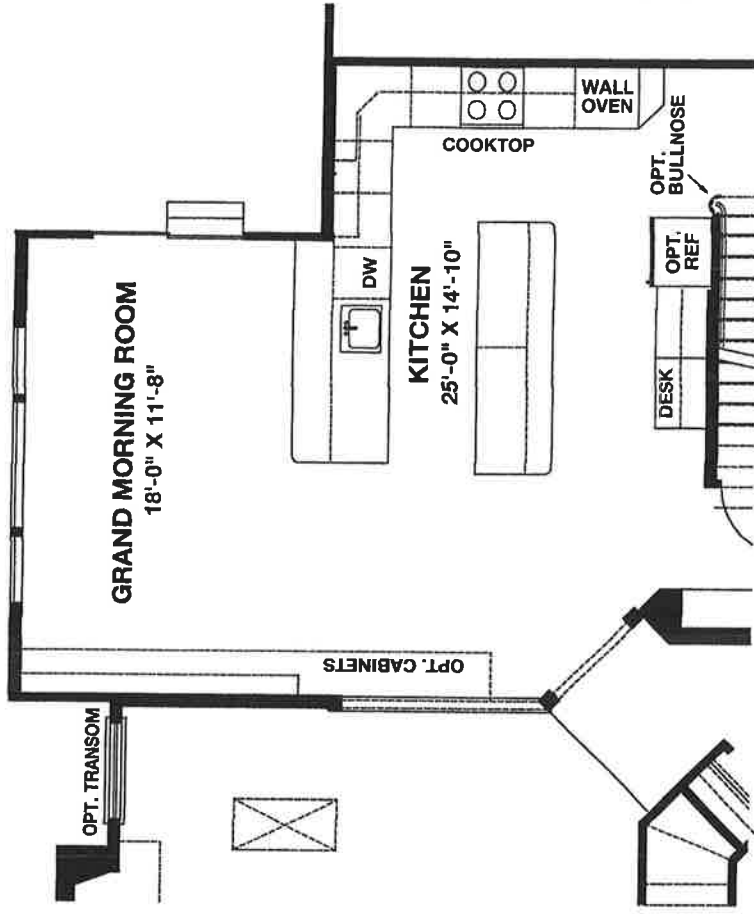 OPT. TRANSOM
GRAND MORNING ROOM
18'-0" X 11'-8"
OPT. CABINETS
DW
KITCHEN
25'-0" X 14'-10"
COOKTOP
WALL
OVEN
OPT.
BULLNOSE
OPT.
REF
DESK